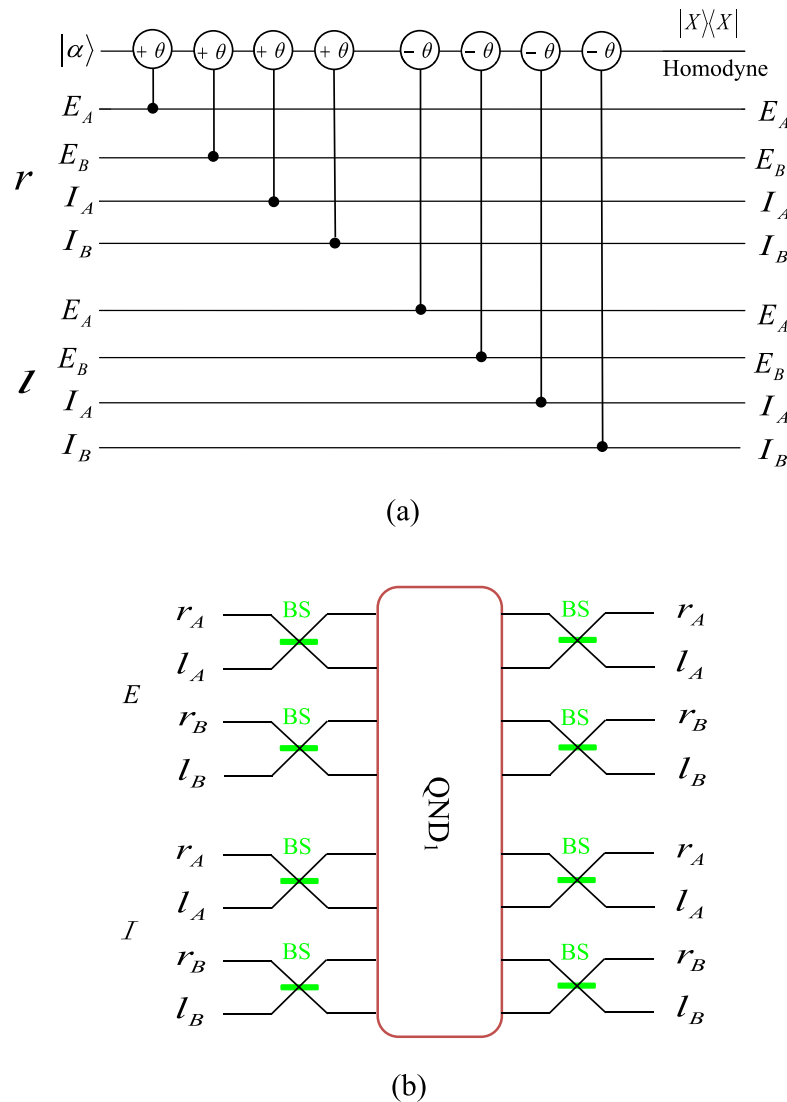 |X⟩⟨X|
|α⟩ + θ + θ + θ + θ − θ − θ − θ − θ
Homodyne
E_A E_A
E_B E_B
r
I_A I_A
I_B I_B
E_A E_A
E_B E_B
l
I_A I_A
I_B I_B
(a)
r_A BS BS r_A
l_A l_A
E
r_B BS BS r_B
l_B l_B
QND_1
r_A BS BS r_A
l_A l_A
I
r_B BS BS r_B
l_B l_B
(b)